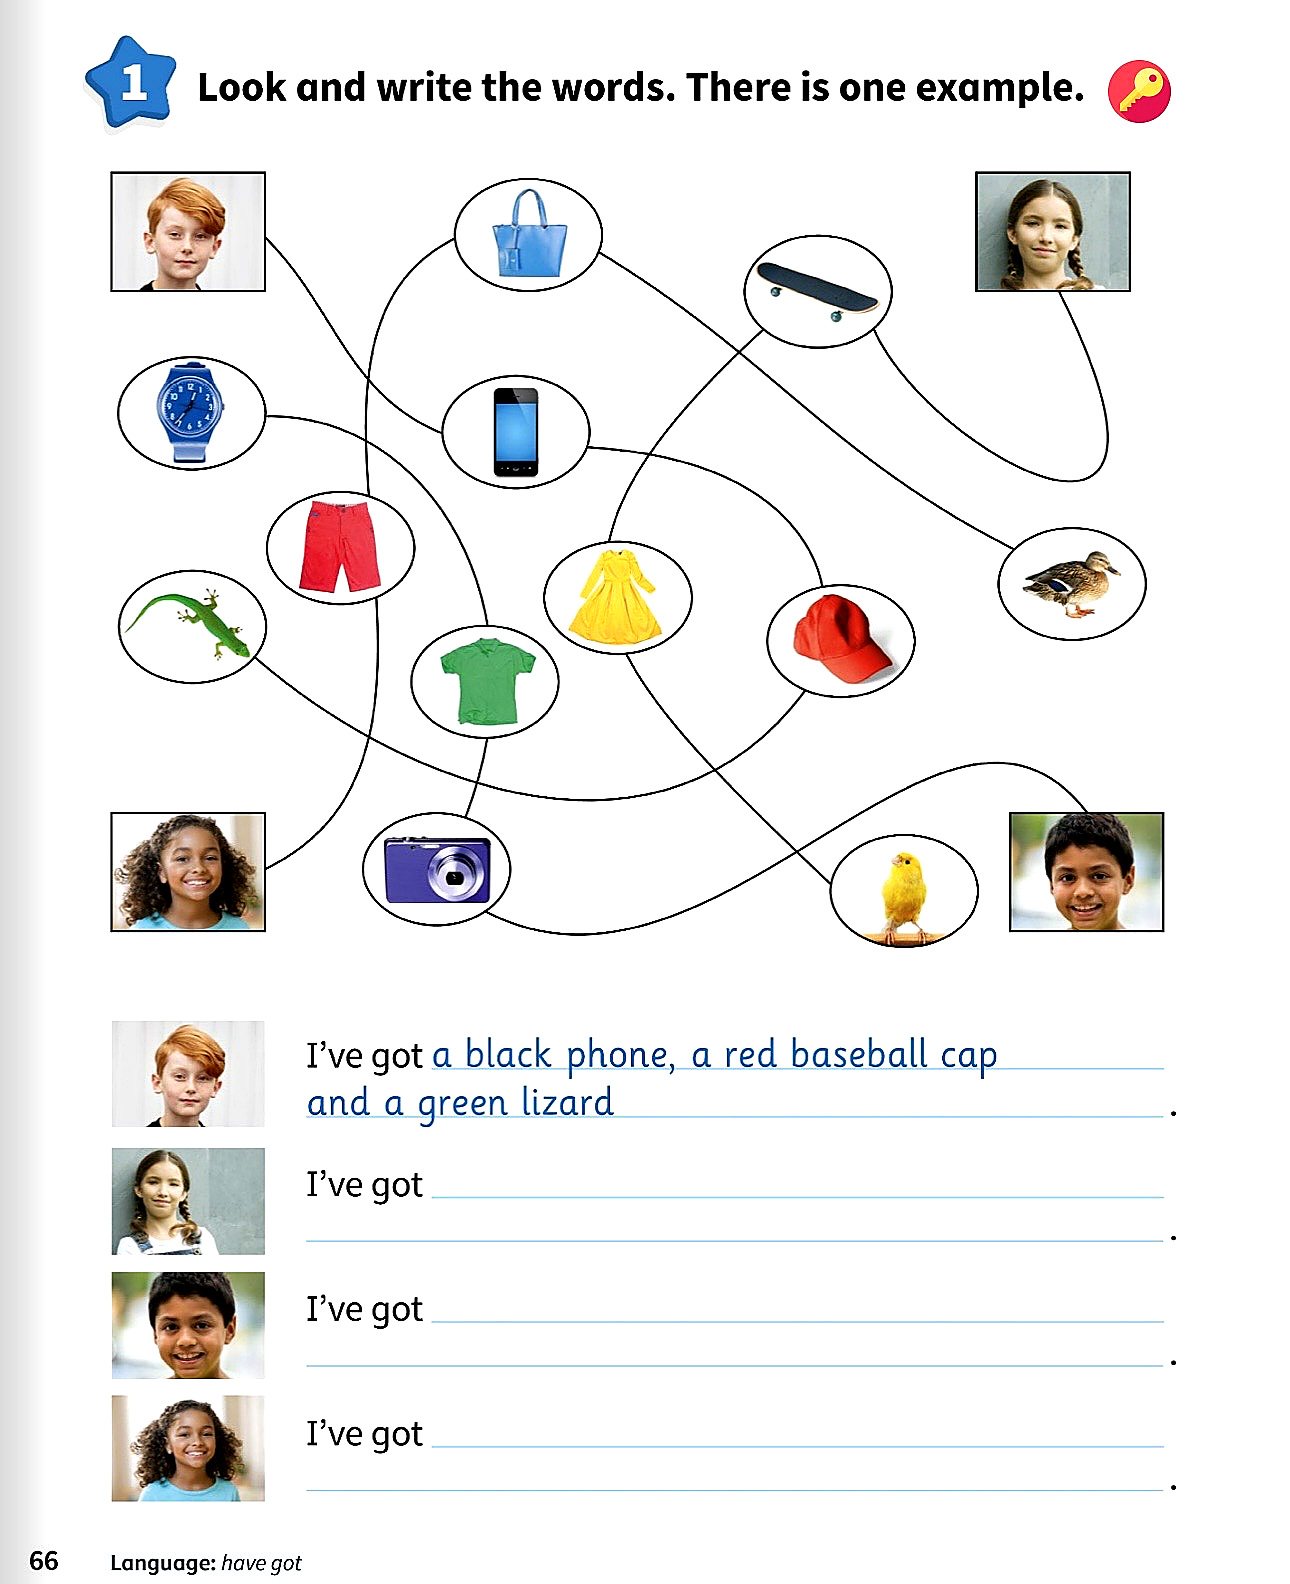 1 Look and write the words. There is one example.
I've got a black phone, a red baseball cap
and a green lizard .
I've got
.
I've got
.
I've got
.
66 Language: have got